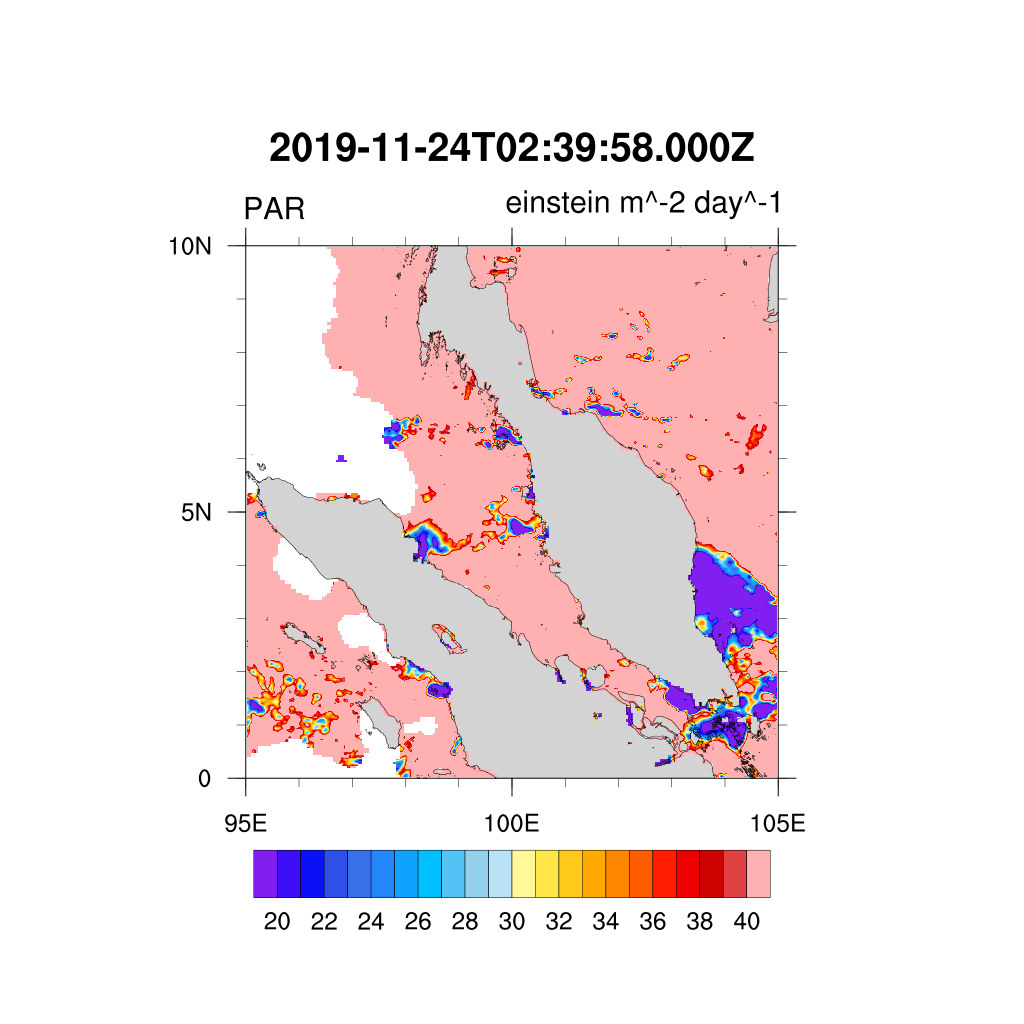 2019-11-24T02:39:58.000Z
PAR einstein m^-2 day^-1
10N
5N
0
95E 100E 105E
20 22 24 26 28 30 32 34 36 38 40